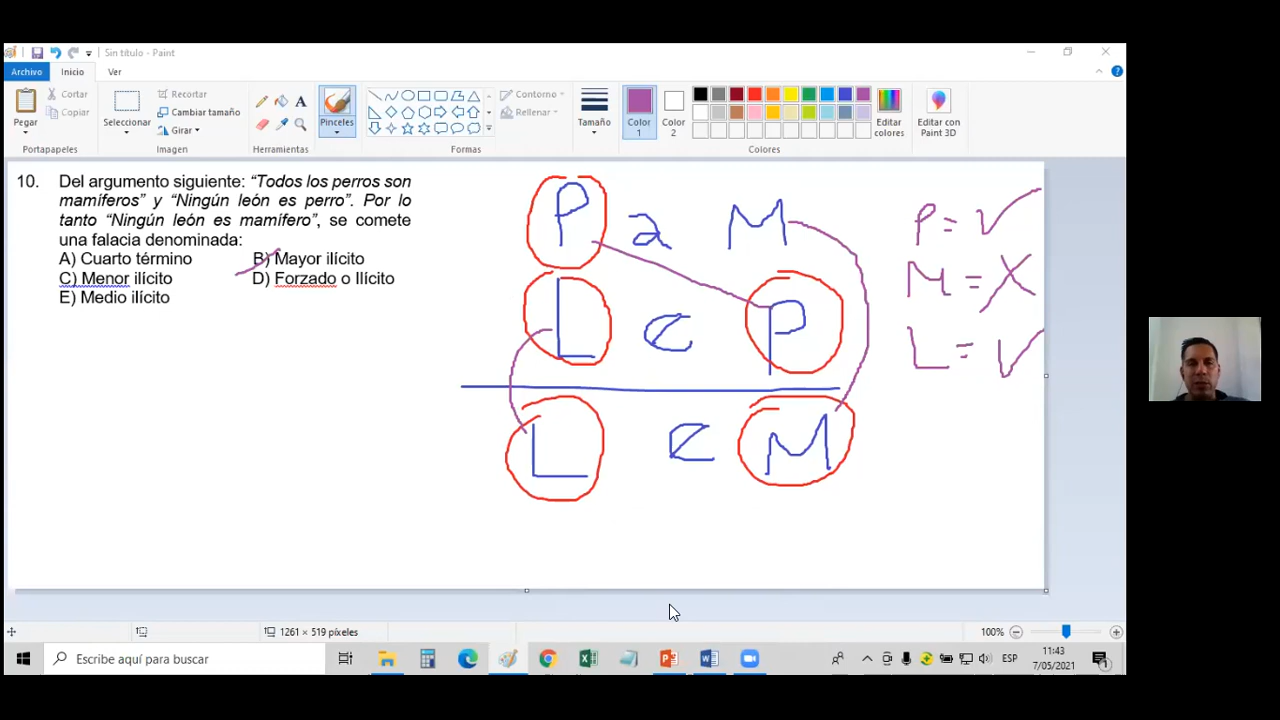 Sin título - Paint
Archivo Inicio Ver
Pegar
Cortar
Copiar
Portapapeles
Seleccionar
Recortar
Cambiar tamaño
Girar
Imagen
A
Herramientas
Pinceles
Contorno
Rellenar
Formas
Tamaño
Color 1
Color 2
Editar colores
Colores
Editar con Paint 3D
10. Del argumento siguiente: “Todos los perros son
mamíferos” y “Ningún león es perro”. Por lo
tanto “Ningún león es mamífero”, se comete
una falacia denominada:
A) Cuarto término B) Mayor ilícito
C) Menor ilícito D) Forzado o Ilícito
E) Medio ilícito
P a M
L e P
L e M
P = ✓
M = X
L = ✓
1261 × 519 píxeles 100%
Escribe aquí para buscar
ESP
11:43
7/05/2021